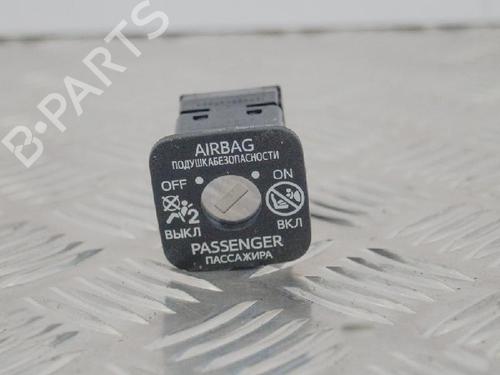 B-PARTS
AIRBAG
ПОДУШКАБЕЗОПАСНОСТИ
OFF ON
2
ВЫКЛ ВКЛ
PASSENGER
ПАССАЖИРА